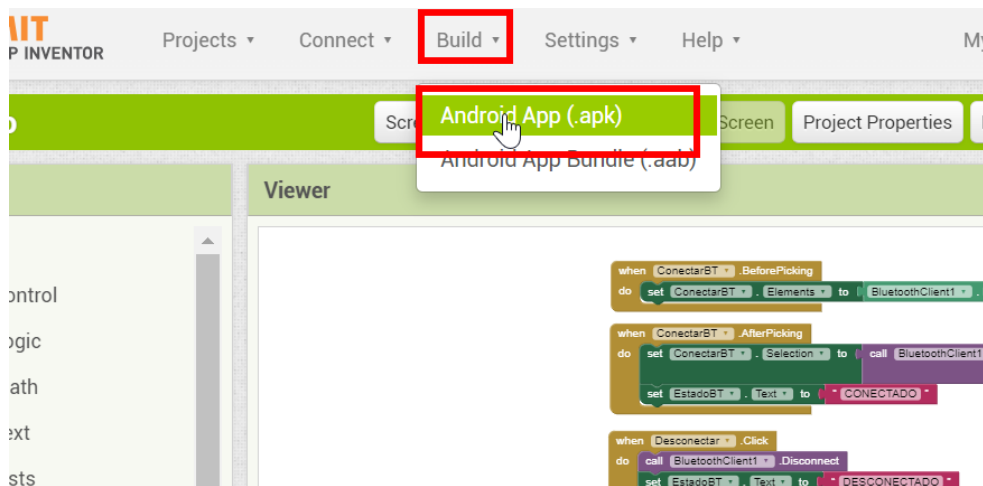 MIT
APP INVENTOR
Projects Connect Build Settings Help
Android App (.apk)
Screen Project Properties
Android App Bundle (.aab)
Viewer
ontrol
ogic
ath
ext
sts
when ConectarBT .BeforePicking
do set ConectarBT . Elements to BluetoothClient1 .
when ConectarBT .AfterPicking
do set ConectarBT . Selection to call BluetoothClient1
set EstadoBT . Text to " CONECTADO "
when Desconectar .Click
do call BluetoothClient1 .Disconnect
set EstadoBT . Text to " DESCONECTADO "